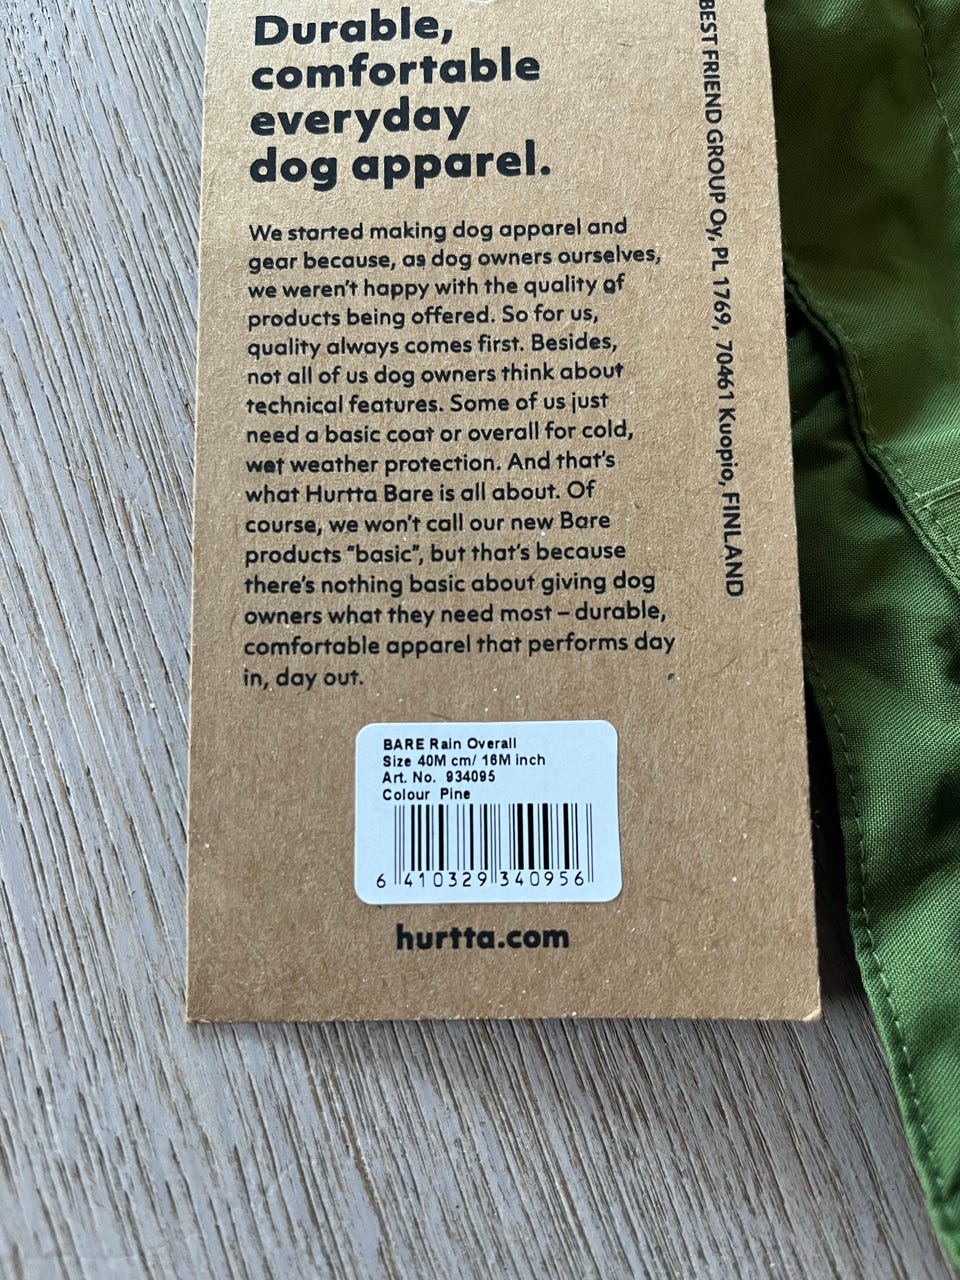 Durable,
comfortable
everyday
dog apparel.
We started making dog apparel and
gear because, as dog owners ourselves,
we weren't happy with the quality of
products being offered. So for us,
quality always comes first. Besides,
not all of us dog owners think about
technical features. Some of us just
need a basic coat or overall for cold,
wet weather protection. And that's
what Hurtta Bare is all about. Of
course, we won't call our new Bare
products "basic", but that's because
there's nothing basic about giving dog
owners what they need most – durable,
comfortable apparel that performs day
in, day out.
BEST FRIEND GROUP Oy, PL 1769, 70461 Kuopio, FINLAND
BARE Rain Overall
Size 40M cm/ 16M inch
Art. No. 934095
Colour Pine
6 410329 340956
hurtta.com